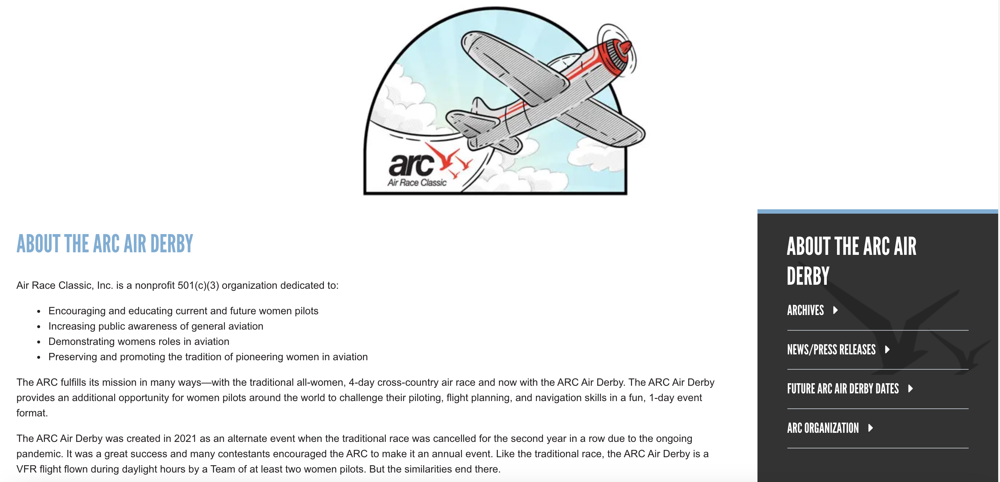 arc
Air Race Classic
ABOUT THE ARC AIR DERBY
Air Race Classic, Inc. is a nonprofit 501(c)(3) organization dedicated to:
• Encouraging and educating current and future women pilots
• Increasing public awareness of general aviation
• Demonstrating womens roles in aviation
• Preserving and promoting the tradition of pioneering women in aviation
The ARC fulfills its mission in many ways—with the traditional all-women, 4-day cross-country air race and now with the ARC Air Derby. The ARC Air Derby
provides an additional opportunity for women pilots around the world to challenge their piloting, flight planning, and navigation skills in a fun, 1-day event
format.
The ARC Air Derby was created in 2021 as an alternate event when the traditional race was cancelled for the second year in a row due to the ongoing
pandemic. It was a great success and many contestants encouraged the ARC to make it an annual event. Like the traditional race, the ARC Air Derby is a
VFR flight flown during daylight hours by a Team of at least two women pilots. But the similarities end there.
ABOUT THE ARC AIR
DERBY
ARCHIVES
NEWS/PRESS RELEASES
FUTURE ARC AIR DERBY DATES
ARC ORGANIZATION